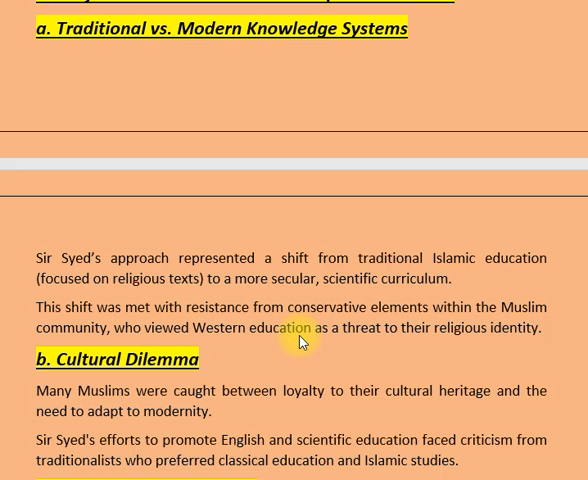 a. Traditional vs. Modern Knowledge Systems
Sir Syed’s approach represented a shift from traditional Islamic education
(focused on religious texts) to a more secular, scientific curriculum.
This shift was met with resistance from conservative elements within the Muslim
community, who viewed Western education as a threat to their religious identity.
b. Cultural Dilemma
Many Muslims were caught between loyalty to their cultural heritage and the
need to adapt to modernity.
Sir Syed's efforts to promote English and scientific education faced criticism from
traditionalists who preferred classical education and Islamic studies.